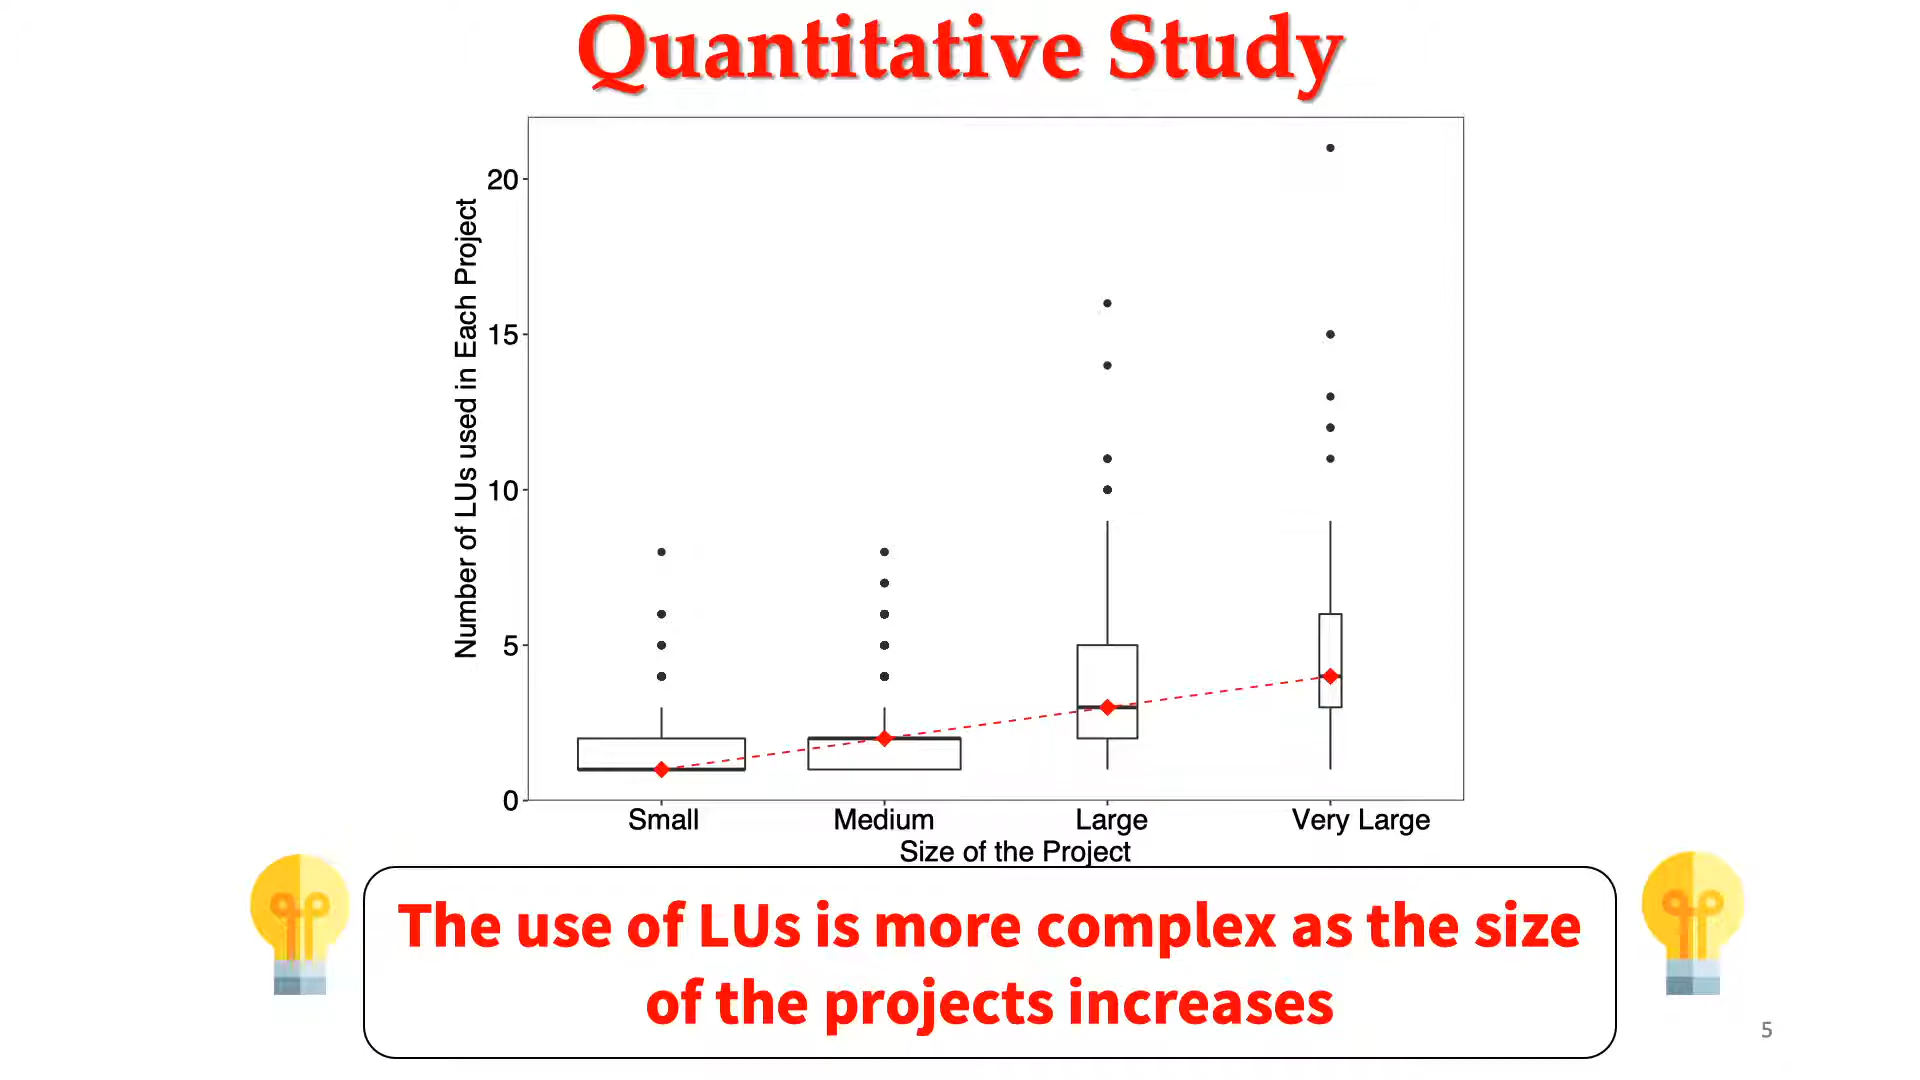 Quantitative Study
Number of LUs used in Each Project
20
15
10
5
0
Small Medium Large Very Large
Size of the Project
The use of LUs is more complex as the size
of the projects increases
5